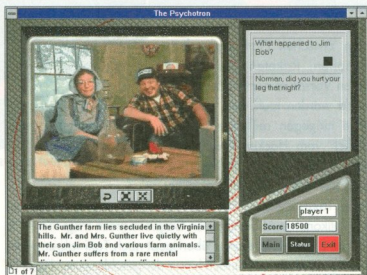 The Psychotron
What happened to Jim
Bob?
Norman, did you hurt your
leg that night?
The Gunther farm lies secluded in the Virginia
hills. Mr. and Mrs. Gunther live quietly with
their son Jim Bob and various farm animals.
Mr. Gunther suffers from a rare mental
player 1
Score 18500
Main Status Exit
1 of 7